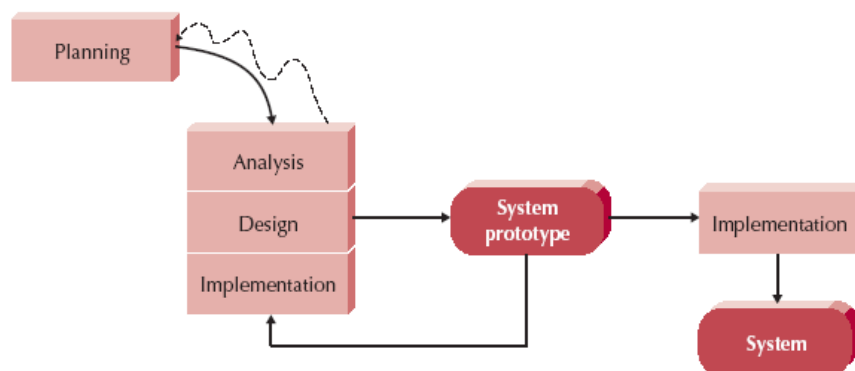 Planning
Analysis
Design
Implementation
System
prototype
Implementation
System